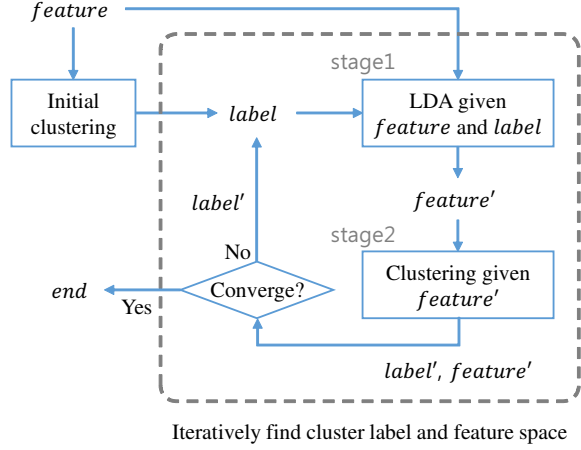 feature
stage1
Initial
clustering
label
LDA given
feature and label
label′
feature′
stage2
No
end
Yes
Converge?
Clustering given
feature′
label′, feature′
Iteratively find cluster label and feature space